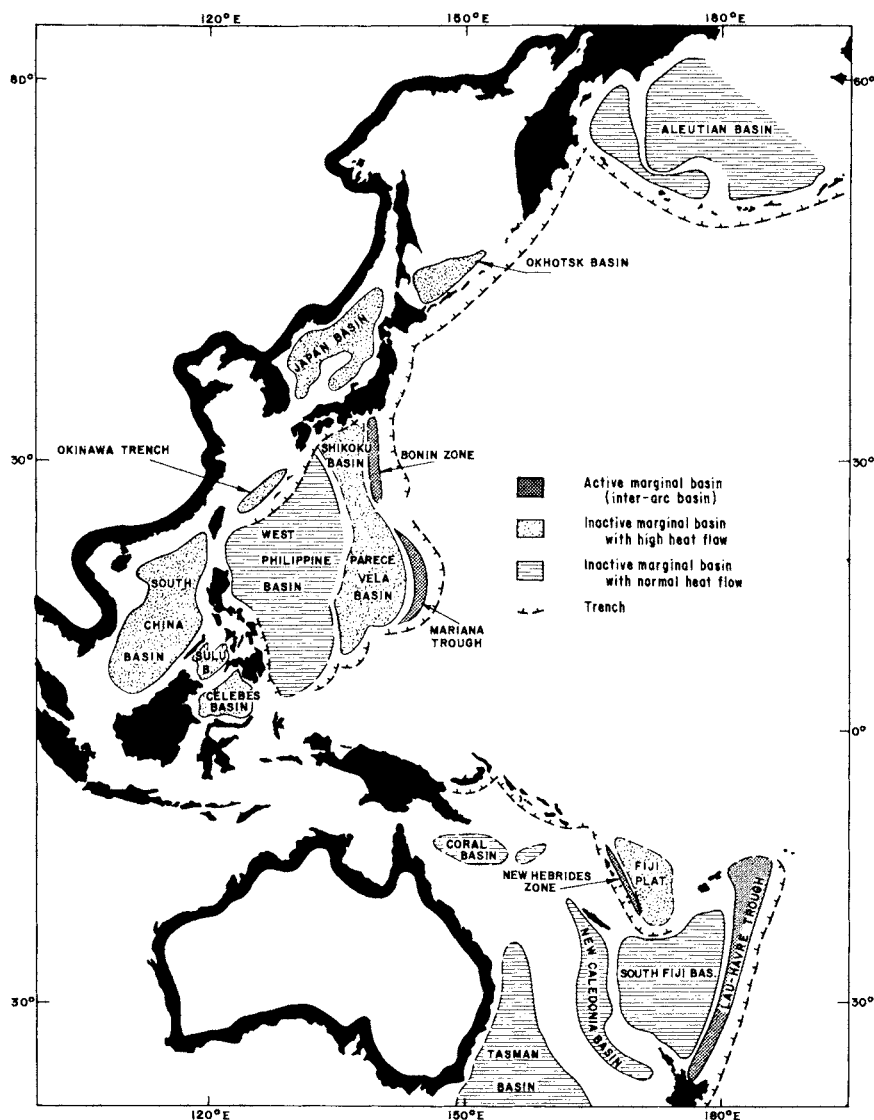 120°E 150°E 180°E
60° 60°
ALEUTIAN BASIN
OKHOTSK BASIN
JAPAN BASIN
OKINAWA TRENCH
30° 30°
SHIKOKU
BASIN
BONIN ZONE
Active marginal basin
(inter-arc basin)
Inactive marginal basin
with high heat flow
Inactive marginal basin
with normal heat flow
Trench
WEST
PHILIPPINE
BASIN
PARECE
VELA
BASIN
MARIANA
TROUGH
SOUTH
CHINA
BASIN
SULU
B.
CELEBES
BASIN
0°
CORAL
BASIN
NEW HEBRIDES
ZONE
FIJI
PLAT.
LAU-HAVRE TROUGH
NEW CALEDONIA BASIN
SOUTH FIJI BAS.
30° 30°
TASMAN
BASIN
120°E 150°E 180°E